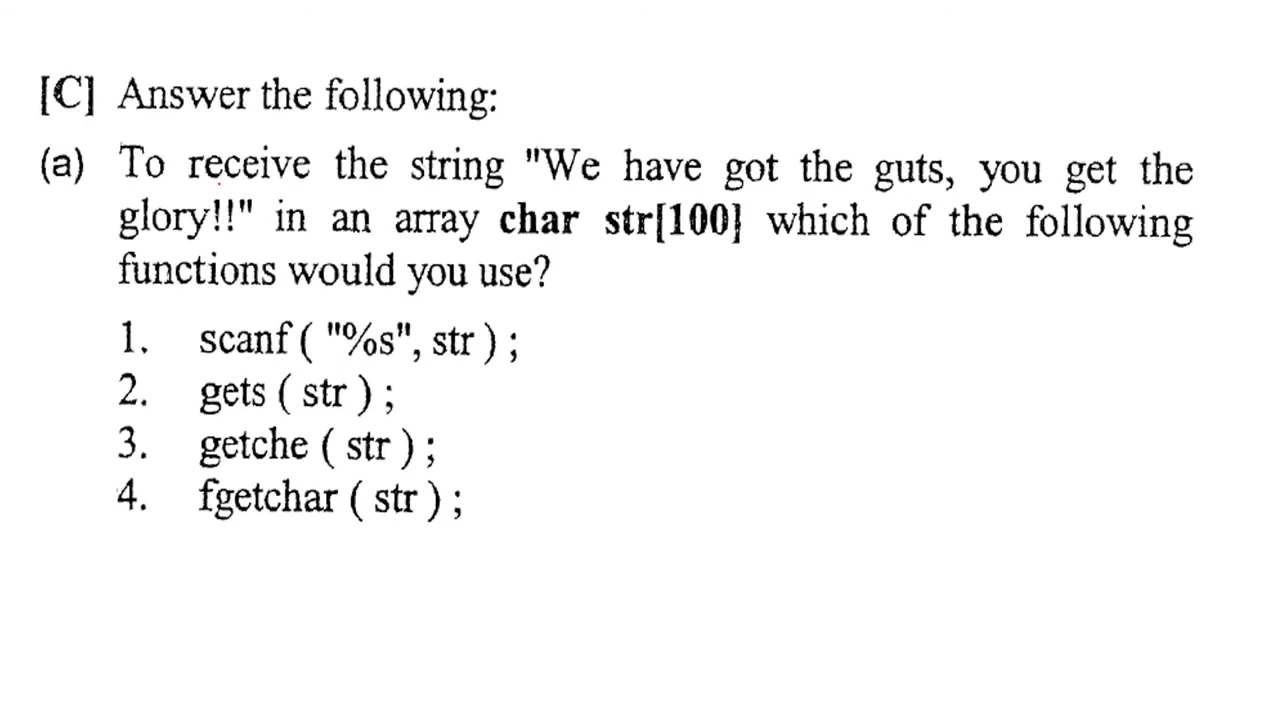 [C] Answer the following:
(a) To receive the string "We have got the guts, you get the
glory!!" in an array char str[100] which of the following
functions would you use?
1. scanf ( "%s", str ) ;
2. gets ( str ) ;
3. getche ( str ) ;
4. fgetchar ( str ) ;